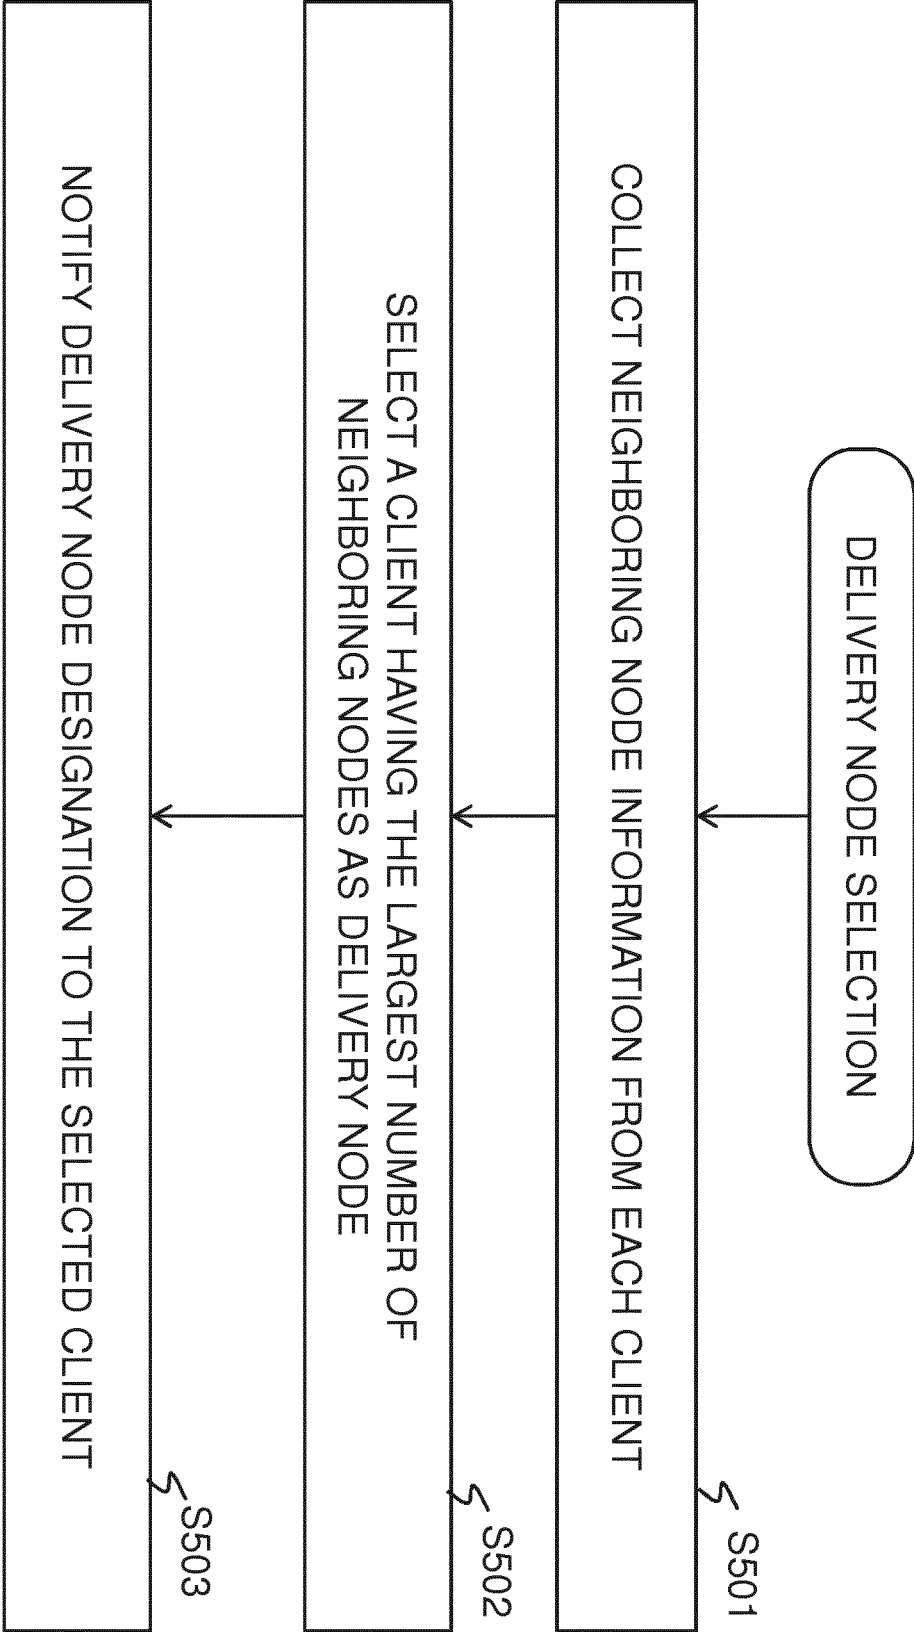 DELIVERY NODE SELECTION
S501
COLLECT NEIGHBORING NODE INFORMATION FROM EACH CLIENT
S502
SELECT A CLIENT HAVING THE LARGEST NUMBER OF
NEIGHBORING NODES AS DELIVERY NODE
S503
NOTIFY DELIVERY NODE DESIGNATION TO THE SELECTED CLIENT